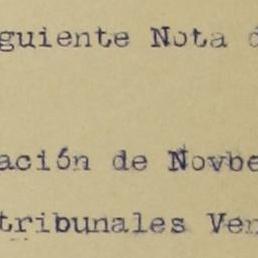 guiente Nota d
ación de Novbe
tribunales Ven